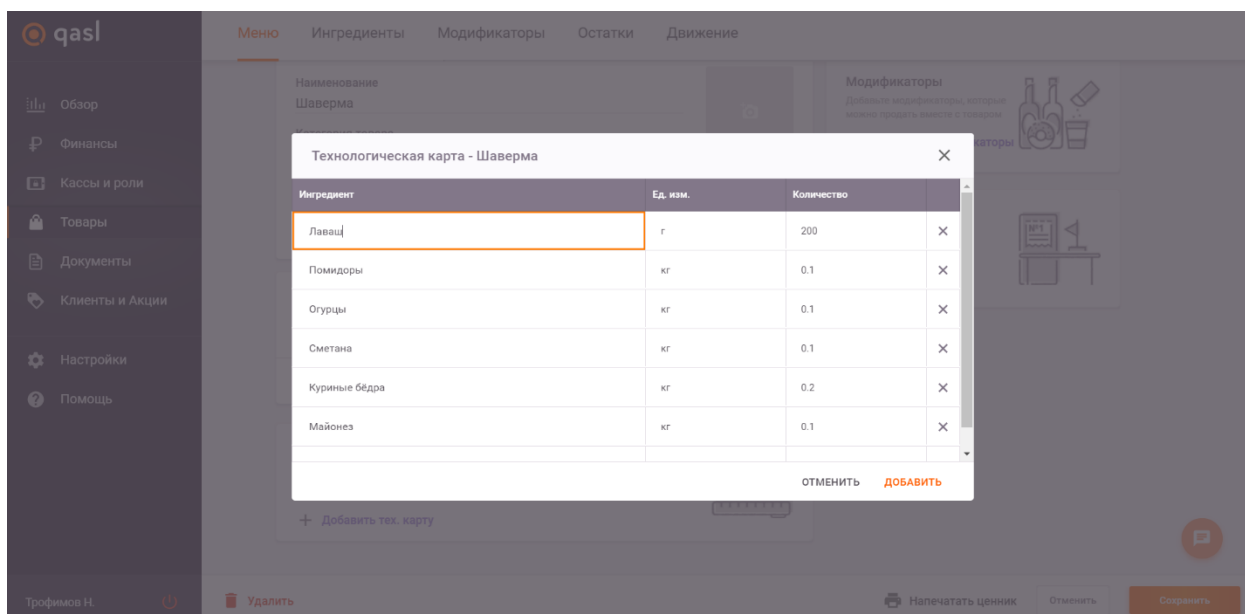 qasl
Меню Ингредиенты Модификаторы Остатки Движение
Обзор
Финансы
Кассы и роли
Товары
Документы
Клиенты и Акции
Настройки
Помощь
Трофимов Н.
Наименование
Шаверма
Модификаторы
Добавьте модификаторы, которые
можно продать вместе с товаром
Технологическая карта - Шаверма
Ингредиент Ед. изм. Количество
Лаваш г 200
Помидоры кг 0.1
Огурцы кг 0.1
Сметана кг 0.1
Куриные бёдра кг 0.2
Майонез кг 0.1
ОТМЕНИТЬ ДОБАВИТЬ
№1
+ Добавить тех. карту
Удалить Напечатать ценник Отменить Сохранить